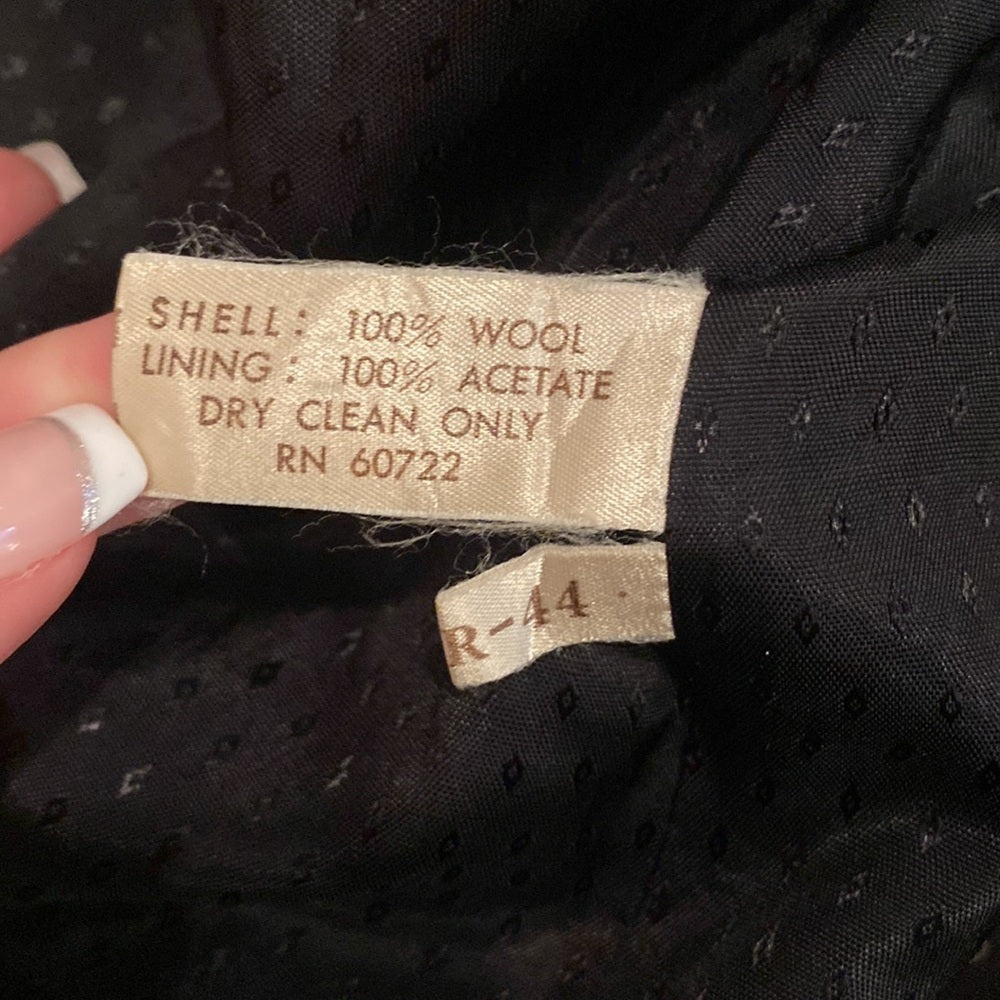 SHELL: 100% WOOL
LINING: 100% ACETATE
DRY CLEAN ONLY
RN 60722
R-44